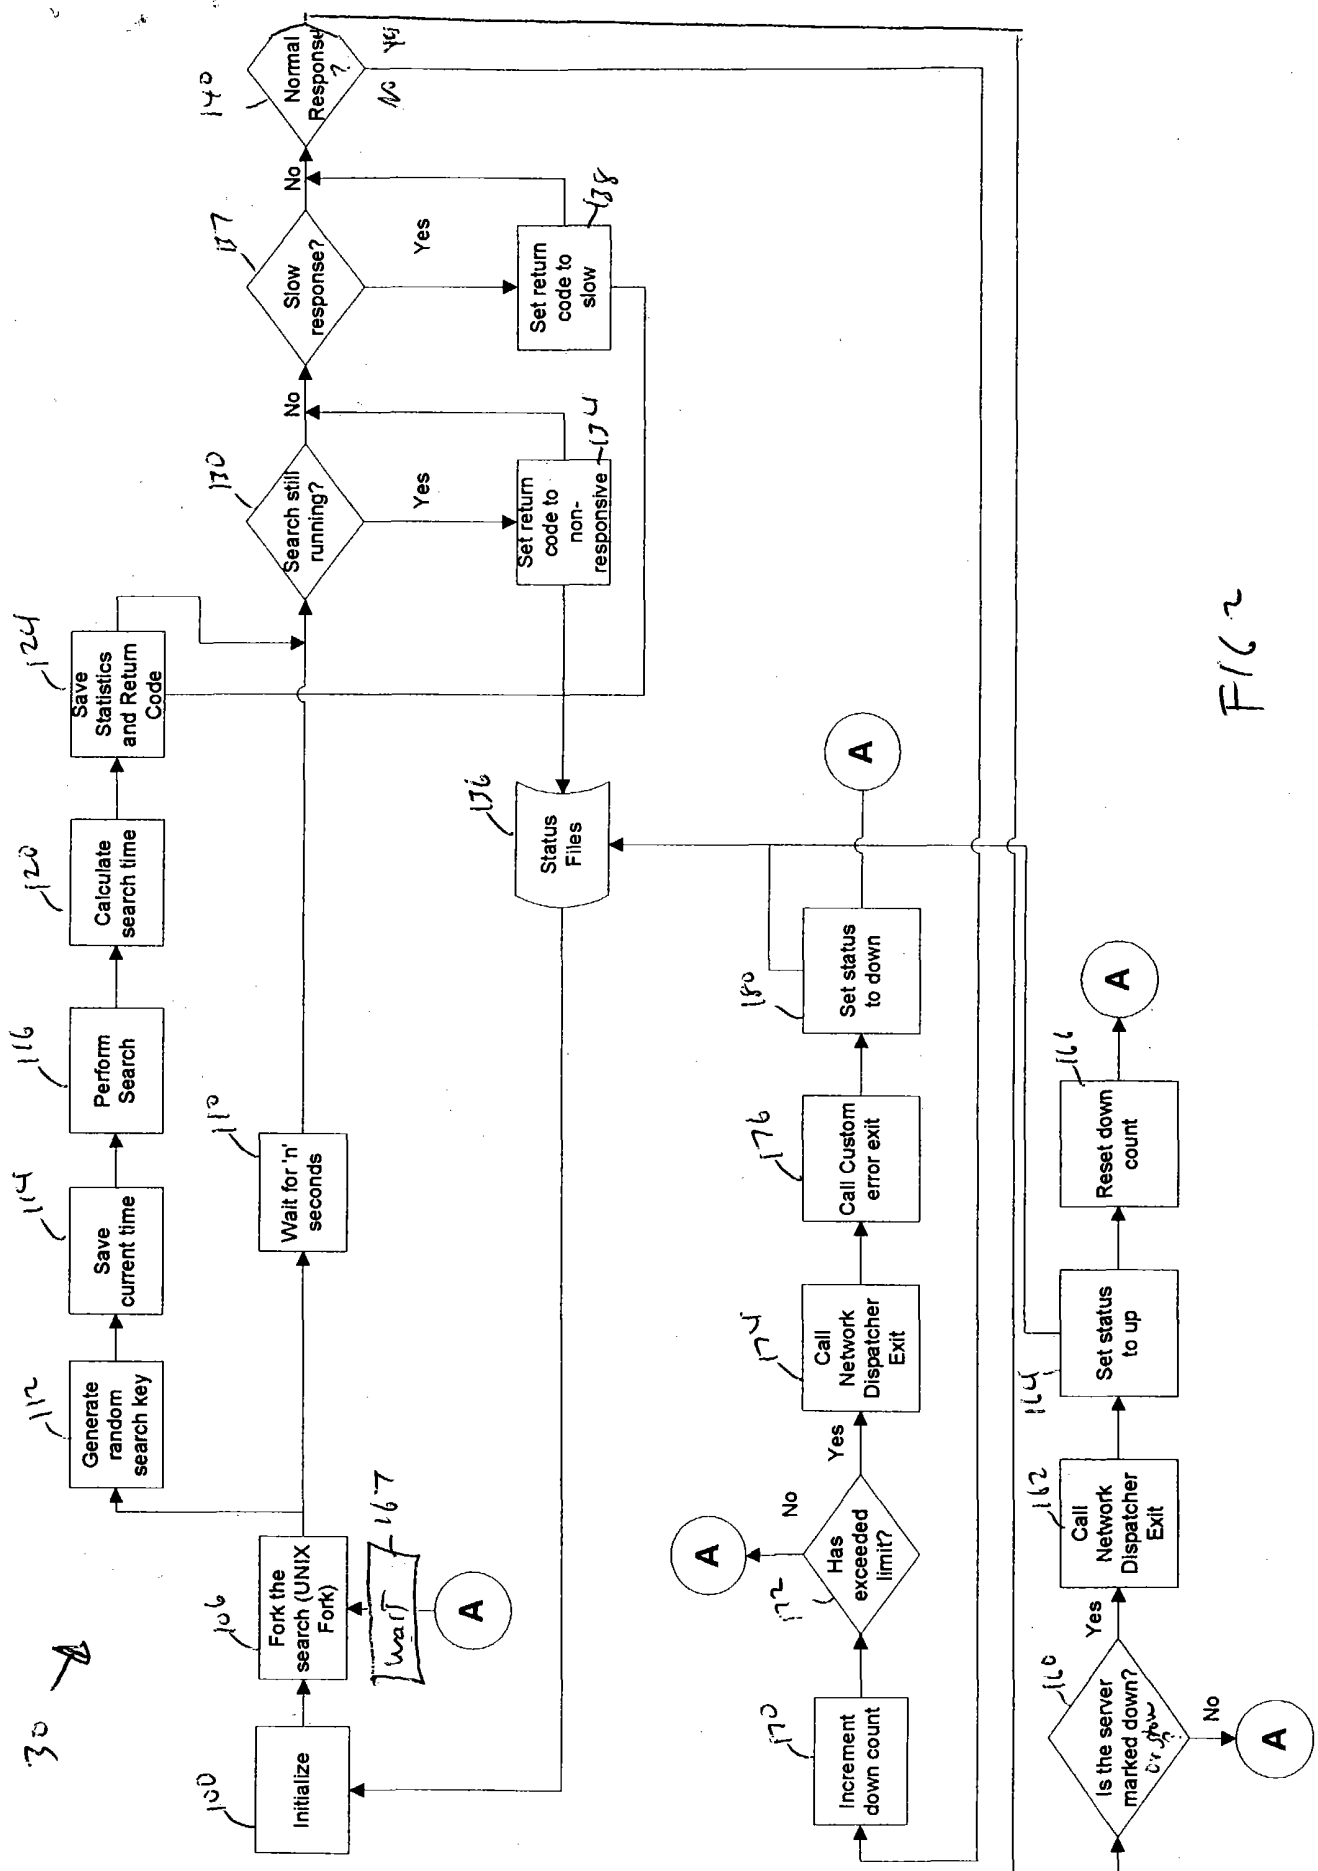 30
112
Generate
random
search key
114
Save
current time
116
Perform
Search
120
Calculate
search time
124
Save
Statistics
and Return
Code
100
Initialize
106
Fork the
search (UNIX
Fork)
wait
167
A
110
Wait for 'n'
seconds
130
Search still
running?
No
Yes
137
Slow
response?
No
Yes
140
Normal
Response
?
Yes
No
Set return
code to
non-
responsive
134
Set return
code to
slow
138
136
Status
Files
170
Increment
down count
172
Has
exceeded
limit?
No
A
Yes
174
Call
Network
Dispatcher
Exit
176
Call Custom
error exit
180
Set status
to down
A
160
Is the server
marked down?
or slow
?
No
A
Yes
162
Call
Network
Dispatcher
Exit
164
Set status
to up
166
Reset down
count
A
FIG 2